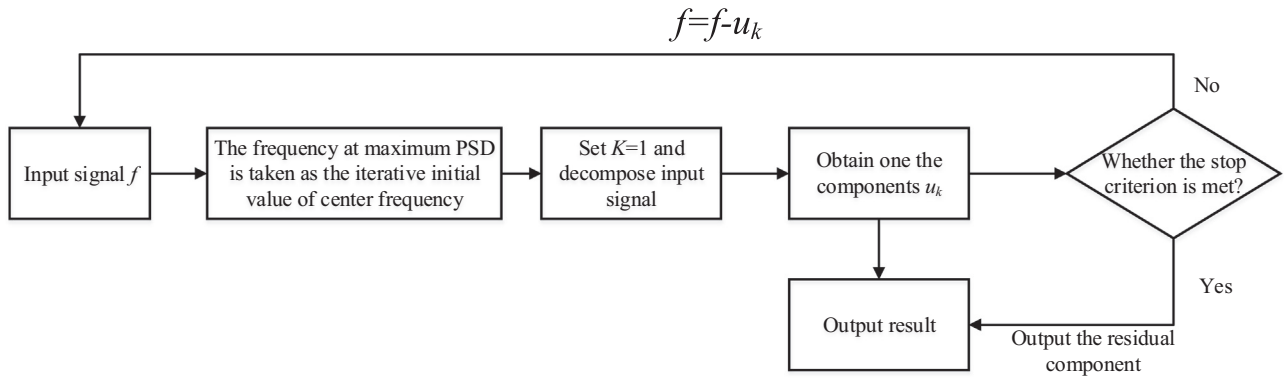 f=f-uₖ
No
Input signal f
The frequency at maximum PSD
is taken as the iterative initial
value of center frequency
Set K=1 and
decompose input
signal
Obtain one the
components uₖ
Whether the stop
criterion is met?
Yes
Output result
Output the residual
component